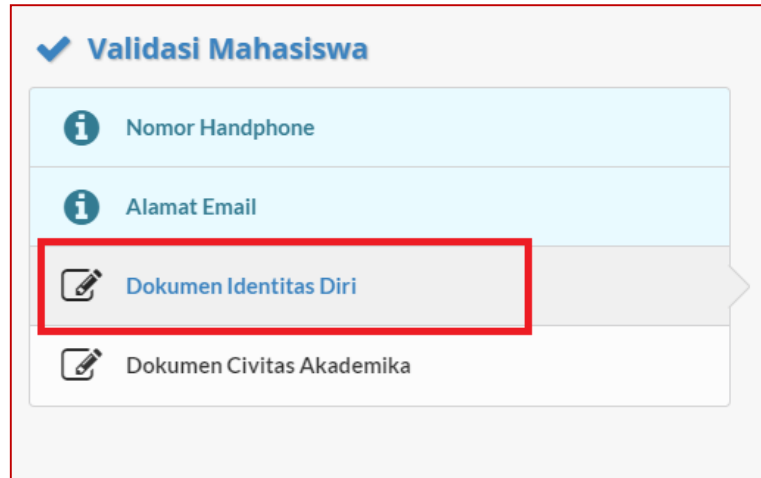 Validasi Mahasiswa
Nomor Handphone
Alamat Email
Dokumen Identitas Diri
Dokumen Civitas Akademika